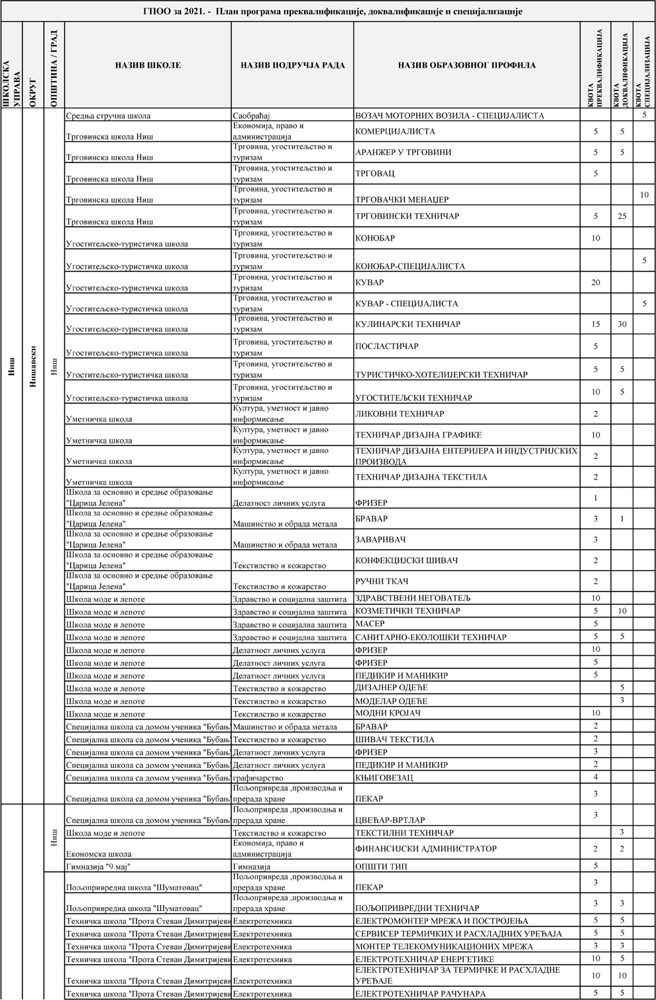 ГПОО за 2021. - План програма преквалификације, доквалификације и специјализације
ШКОЛСКА УПРАВА | ОКРУГ | ОПШТИНА / ГРАД | НАЗИВ ШКОЛЕ | НАЗИВ ПОДРУЧЈА РАДА | НАЗИВ ОБРАЗОВНОГ ПРОФИЛА | КВОТА ПРЕКВАЛИФИКАЦИЈА | КВОТА ДОКВАЛИФИКАЦИЈА | КВОТА СПЕЦИЈАЛИЗАЦИЈА
Ниш | Нишавски | Ниш
Средња стручна школа | Саобраћај | ВОЗАЧ МОТОРНИХ ВОЗИЛА - СПЕЦИЈАЛИСТА | 5
Трговинска школа Ниш | Економија, право и администрација | КОМЕРЦИЈАЛИСТА | 5 | 5
Трговинска школа Ниш | Трговина, угоститељство и туризам | АРАНЖЕР У ТРГОВИНИ | 5 | 5
Трговинска школа Ниш | Трговина, угоститељство и туризам | ТРГОВАЦ | 5
Трговинска школа Ниш | Трговина, угоститељство и туризам | ТРГОВАЧКИ МЕНАЏЕР | 10
Трговинска школа Ниш | Трговина, угоститељство и туризам | ТРГОВИНСКИ ТЕХНИЧАР | 5 | 25
Угоститељско-туристичка школа | Трговина, угоститељство и туризам | КОНОБАР | 10
Угоститељско-туристичка школа | Трговина, угоститељство и туризам | КОНОБАР-СПЕЦИЈАЛИСТА | 5
Угоститељско-туристичка школа | Трговина, угоститељство и туризам | КУВАР | 20
Угоститељско-туристичка школа | Трговина, угоститељство и туризам | КУВАР - СПЕЦИЈАЛИСТА | 5
Угоститељско-туристичка школа | Трговина, угоститељство и туризам | КУЛИНАРСКИ ТЕХНИЧАР | 15 | 30
Угоститељско-туристичка школа | Трговина, угоститељство и туризам | ПОСЛАСТИЧАР | 5
Угоститељско-туристичка школа | Трговина, угоститељство и туризам | ТУРИСТИЧКО-ХОТЕЛИЈЕРСКИ ТЕХНИЧАР | 5 | 5
Угоститељско-туристичка школа | Трговина, угоститељство и туризам | УГОСТИТЕЉСКИ ТЕХНИЧАР | 10 | 5
Уметничка школа | Култура, уметност и јавно информисање | ЛИКОВНИ ТЕХНИЧАР | 2
Уметничка школа | Култура, уметност и јавно информисање | ТЕХНИЧАР ДИЗАЈНА ГРАФИКЕ | 10
Уметничка школа | Култура, уметност и јавно информисање | ТЕХНИЧАР ДИЗАЈНА ЕНТЕРИЈЕРА И ИНДУСТРИЈСКИХ ПРОИЗВОДА | 2
Уметничка школа | Култура, уметност и јавно информисање | ТЕХНИЧАР ДИЗАЈНА ТЕКСТИЛА | 2
Школа за основно и средње образовање "Царица Јелена" | Делатност личних услуга | ФРИЗЕР | 1
Школа за основно и средње образовање "Царица Јелена" | Машинство и обрада метала | БРАВАР | 3 | 1
Школа за основно и средње образовање "Царица Јелена" | Машинство и обрада метала | ЗАВАРИВАЧ | 3
Школа за основно и средње образовање "Царица Јелена" | Текстилство и кожарство | КОНФЕКЦИЈСКИ ШИВАЧ | 2
Школа за основно и средње образовање "Царица Јелена" | Текстилство и кожарство | РУЧНИ ТКАЧ | 2
Школа моде и лепоте | Здравство и социјална заштита | ЗДРАВСТВЕНИ НЕГОВАТЕЉ | 10
Школа моде и лепоте | Здравство и социјална заштита | КОЗМЕТИЧКИ ТЕХНИЧАР | 5 | 10
Школа моде и лепоте | Здравство и социјална заштита | МАСЕР | 5
Школа моде и лепоте | Здравство и социјална заштита | САНИТАРНО-ЕКОЛОШКИ ТЕХНИЧАР | 5 | 5
Школа моде и лепоте | Делатност личних услуга | ФРИЗЕР | 10
Школа моде и лепоте | Делатност личних услуга | ФРИЗЕР | 5
Школа моде и лепоте | Делатност личних услуга | ПЕДИКИР И МАНИКИР | 5
Школа моде и лепоте | Текстилство и кожарство | ДИЗАЈНЕР ОДЕЋЕ | 5
Школа моде и лепоте | Текстилство и кожарство | МОДЕЛАР ОДЕЋЕ | 3
Школа моде и лепоте | Текстилство и кожарство | МОДНИ КРОЈАЧ | 10
Специјална школа са домом ученика "Бубањ" | Машинство и обрада метала | БРАВАР | 2
Специјална школа са домом ученика "Бубањ" | Текстилство и кожарство | ШИВАЧ ТЕКСТИЛА | 2
Специјална школа са домом ученика "Бубањ" | Делатност личних услуга | ФРИЗЕР | 3
Специјална школа са домом ученика "Бубањ" | Делатност личних услуга | ПЕДИКИР И МАНИКИР | 2
Специјална школа са домом ученика "Бубањ" | графичарство | КЊИГОВЕЗАЦ | 4
Специјална школа са домом ученика "Бубањ" | Пољопривреда ,производња и прерада хране | ПЕКАР | 3
Ниш
Специјална школа са домом ученика "Бубањ" | Пољопривреда ,производња и прерада хране | ЦВЕЋАР-ВРТЛАР | 3
Школа моде и лепоте | Текстилство и кожарство | ТЕКСТИЛНИ ТЕХНИЧАР | 3
Економска школа | Економија, право и администрација | ФИНАНСИЈСКИ АДМИНИСТРАТОР | 2 | 2
Гимназија "9.мај" | Гимназија | ОПШТИ ТИП | 5
Пољопривредна школа "Шуматовац" | Пољопривреда ,производња и прерада хране | ПЕКАР | 3
Пољопривредна школа "Шуматовац" | Пољопривреда ,производња и прерада хране | ПОЉОПРИВРЕДНИ ТЕХНИЧАР | 3 | 3
Техничка школа "Прота Стеван Димитријеви | Електротехника | ЕЛЕКТРОМОНТЕР МРЕЖА И ПОСТРОЈЕЊА | 5 | 5
Техничка школа "Прота Стеван Димитријеви | Електротехника | СЕРВИСЕР ТЕРМИЧКИХ И РАСХЛАДНИХ УРЕЂАЈА | 5 | 5
Техничка школа "Прота Стеван Димитријеви | Електротехника | МОНТЕР ТЕЛЕКОМУНИКАЦИОНИХ МРЕЖА | 3 | 3
Техничка школа "Прота Стеван Димитријеви | Електротехника | ЕЛЕКТРОТЕХНИЧАР ЕНЕРГЕТИКЕ | 10 | 5
Техничка школа "Прота Стеван Димитријеви | Електротехника | ЕЛЕКТРОТЕХНИЧАР ЗА ТЕРМИЧКЕ И РАСХЛАДНЕ УРЕЂАЈЕ | 10 | 10
Техничка школа "Прота Стеван Димитријеви | Електротехника | ЕЛЕКТРОТЕХНИЧАР РАЧУНАРА | 5 | 5